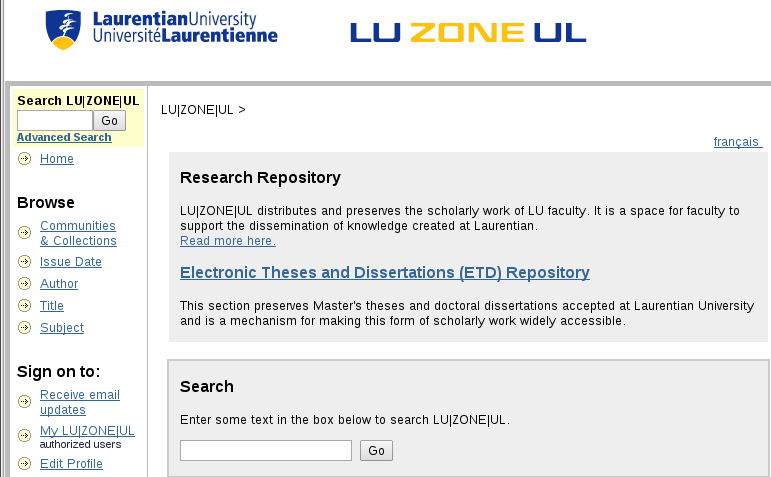 LaurentianUniversity
UniversitéLaurentienne
LU ZONE UL
Search LU|ZONE|UL
Go
Advanced Search
Home
Browse
Communities
& Collections
Issue Date
Author
Title
Subject
Sign on to:
Receive email
updates
My LU|ZONE|UL
authorized users
Edit Profile
LU|ZONE|UL >
français
Research Repository
LU|ZONE|UL distributes and preserves the scholarly work of LU faculty. It is a space for faculty to
support the dissemination of knowledge created at Laurentian.
Read more here.
Electronic Theses and Dissertations (ETD) Repository
This section preserves Master's theses and doctoral dissertations accepted at Laurentian University
and is a mechanism for making this form of scholarly work widely accessible.
Search
Enter some text in the box below to search LU|ZONE|UL.
Go